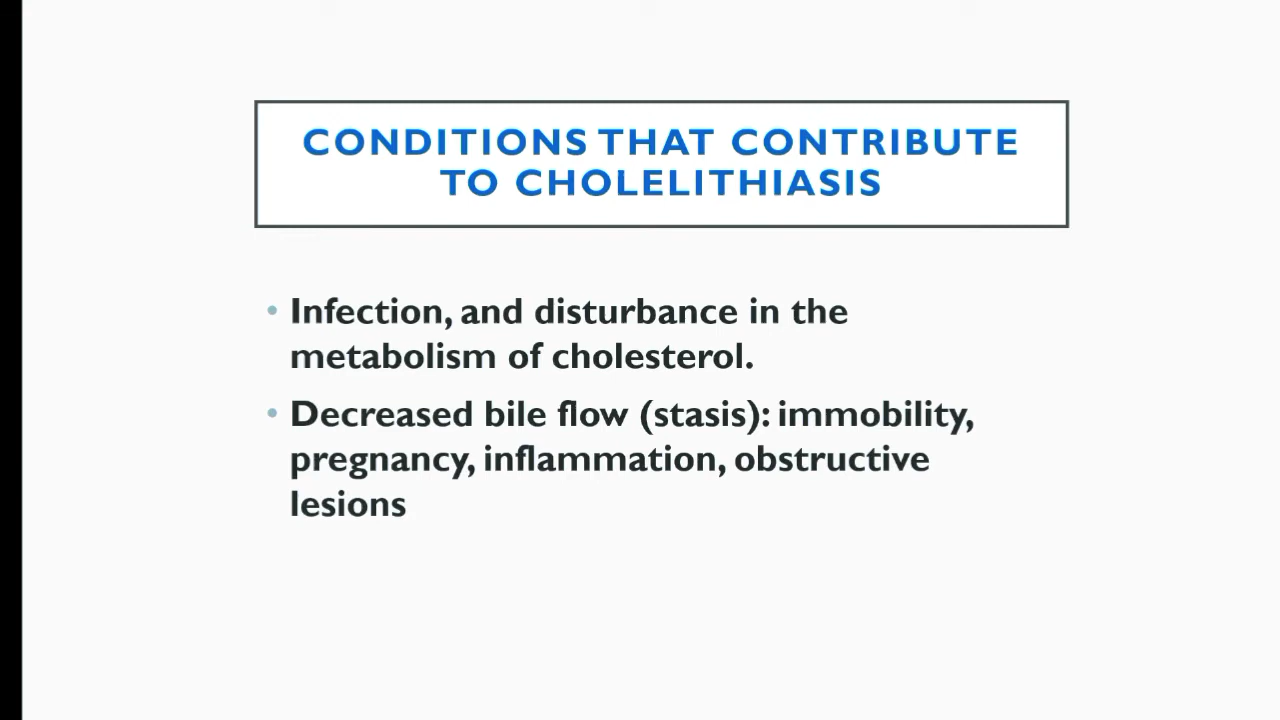 CONDITIONS THAT CONTRIBUTE
TO CHOLELITHIASIS
• Infection, and disturbance in the
metabolism of cholesterol.
• Decreased bile flow (stasis): immobility,
pregnancy, inflammation, obstructive
lesions